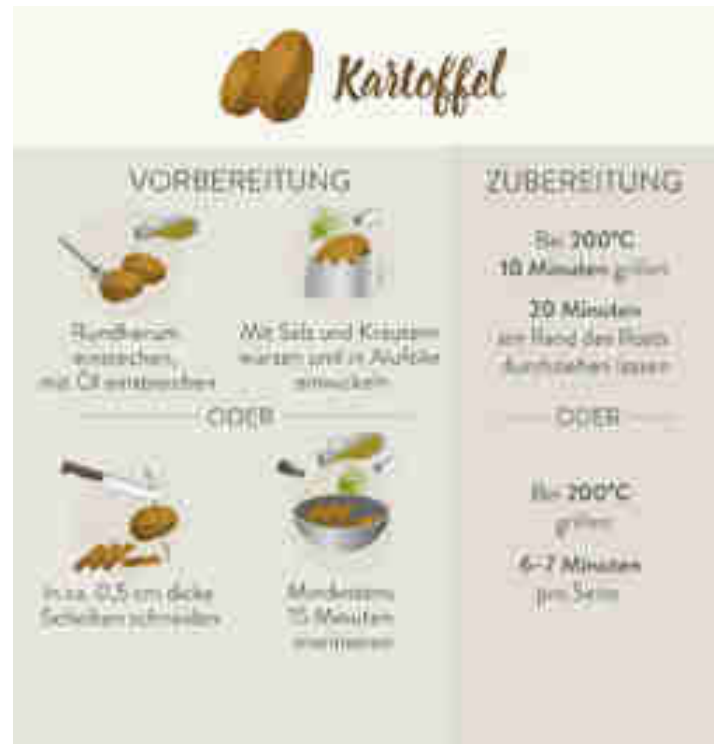 Kartoffel
VORBEREITUNG
Rundherum
einstechen,
mit Öl einstreichen
Mit Salz und Kräutern
würzen und in Alufolie
einwickeln
ODER
In ca. 0,5 cm dicke
Scheiben schneiden
Mindestens
15 Minuten
marinieren
ZUBEREITUNG
Bei 200°C
10 Minuten grillen
20 Minuten
am Rand des Rosts
durchziehen lassen
ODER
Bei 200°C
grillen
6-7 Minuten
pro Seite